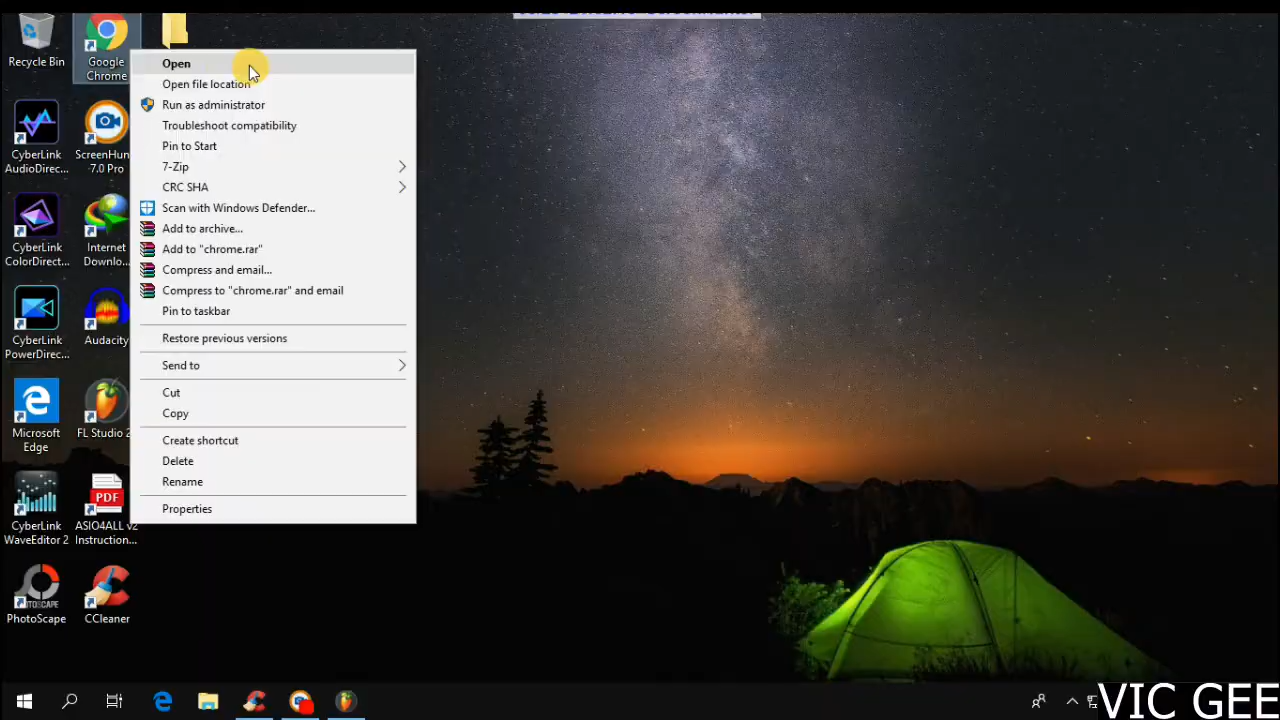 Recycle Bin
Google
Chrome
CyberLink
AudioDirec...
ScreenHun...
7.0 Pro
CyberLink
ColorDirect...
Internet
Downlo...
CyberLink
PowerDirec...
Audacity
Microsoft
Edge
FL Studio 2
CyberLink
WaveEditor 2
PDF
ASIO4ALL v2
Instruction...
PHOTOSCAPE
PhotoScape
CCleaner
Open
Open file location
Run as administrator
Troubleshoot compatibility
Pin to Start
7-Zip
CRC SHA
Scan with Windows Defender...
Add to archive...
Add to "chrome.rar"
Compress and email...
Compress to "chrome.rar" and email
Pin to taskbar
Restore previous versions
Send to
Cut
Copy
Create shortcut
Delete
Rename
Properties
VIC GEE